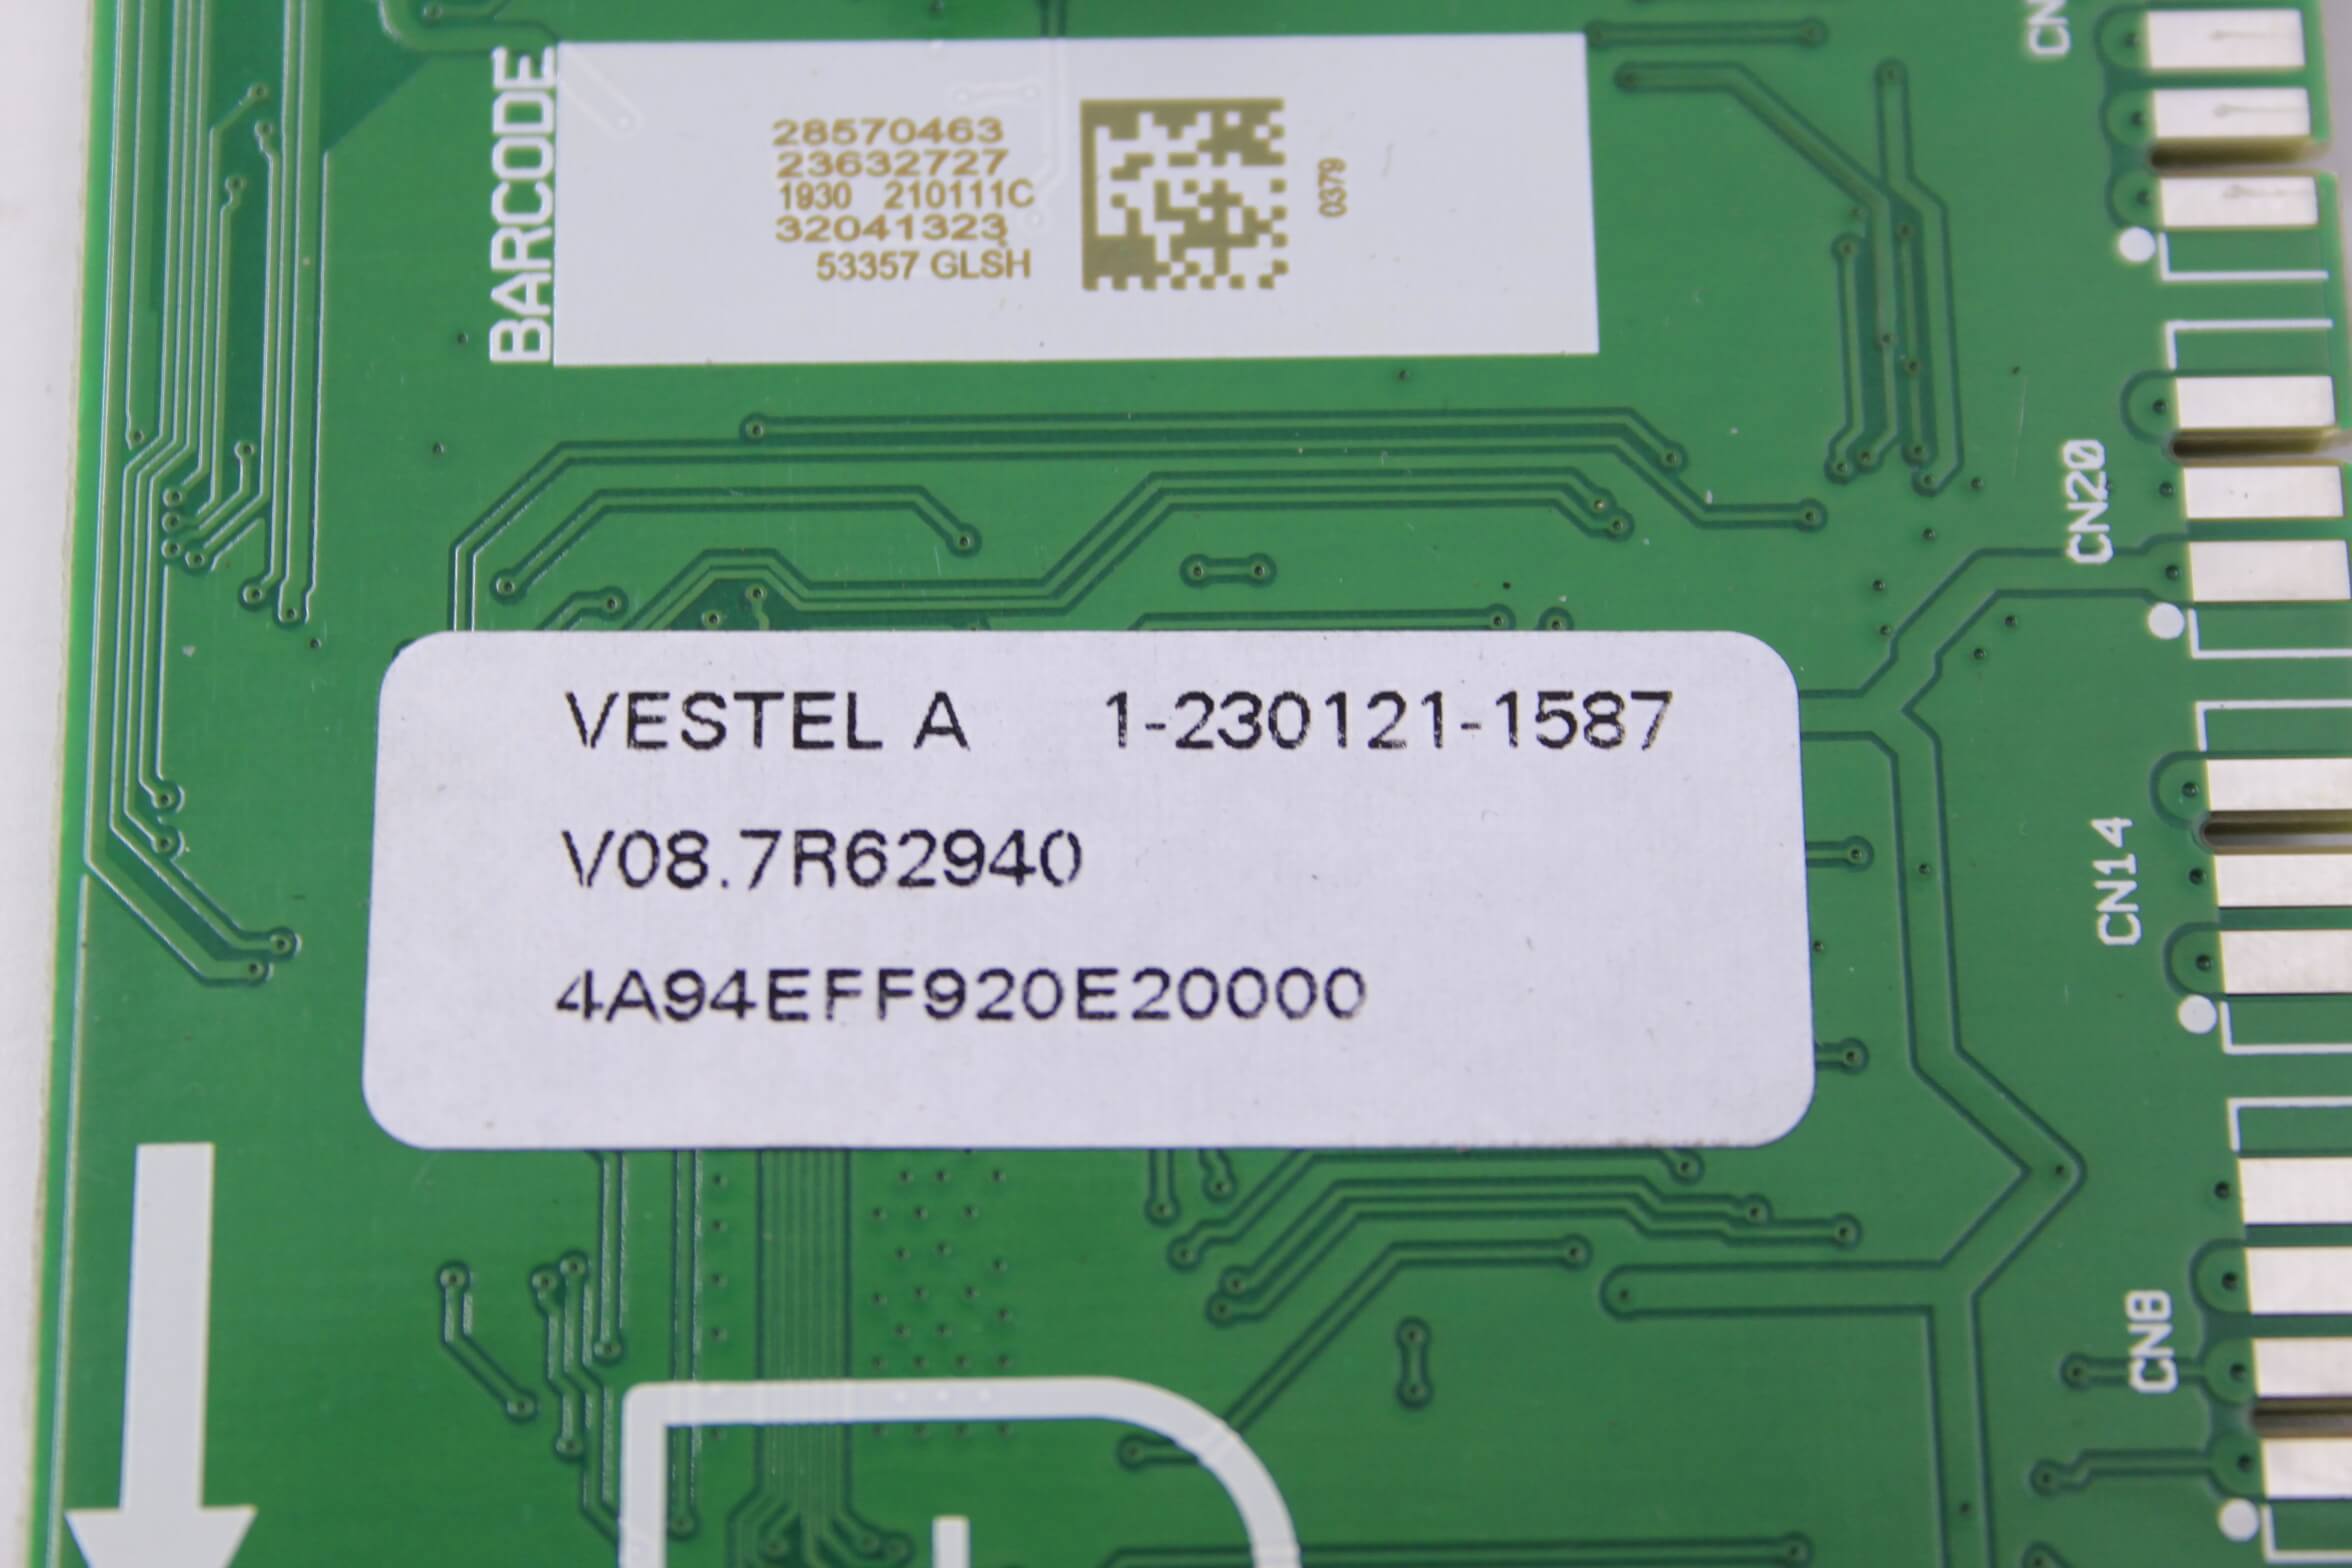 CN
BARCODE
28570463
23632727
1930 210111C
32041323
53357 GLSH
0379
CN20
VESTEL A 1-230121-1587
V08.7R62940
4A94EFF920E20000
CN14
CN8